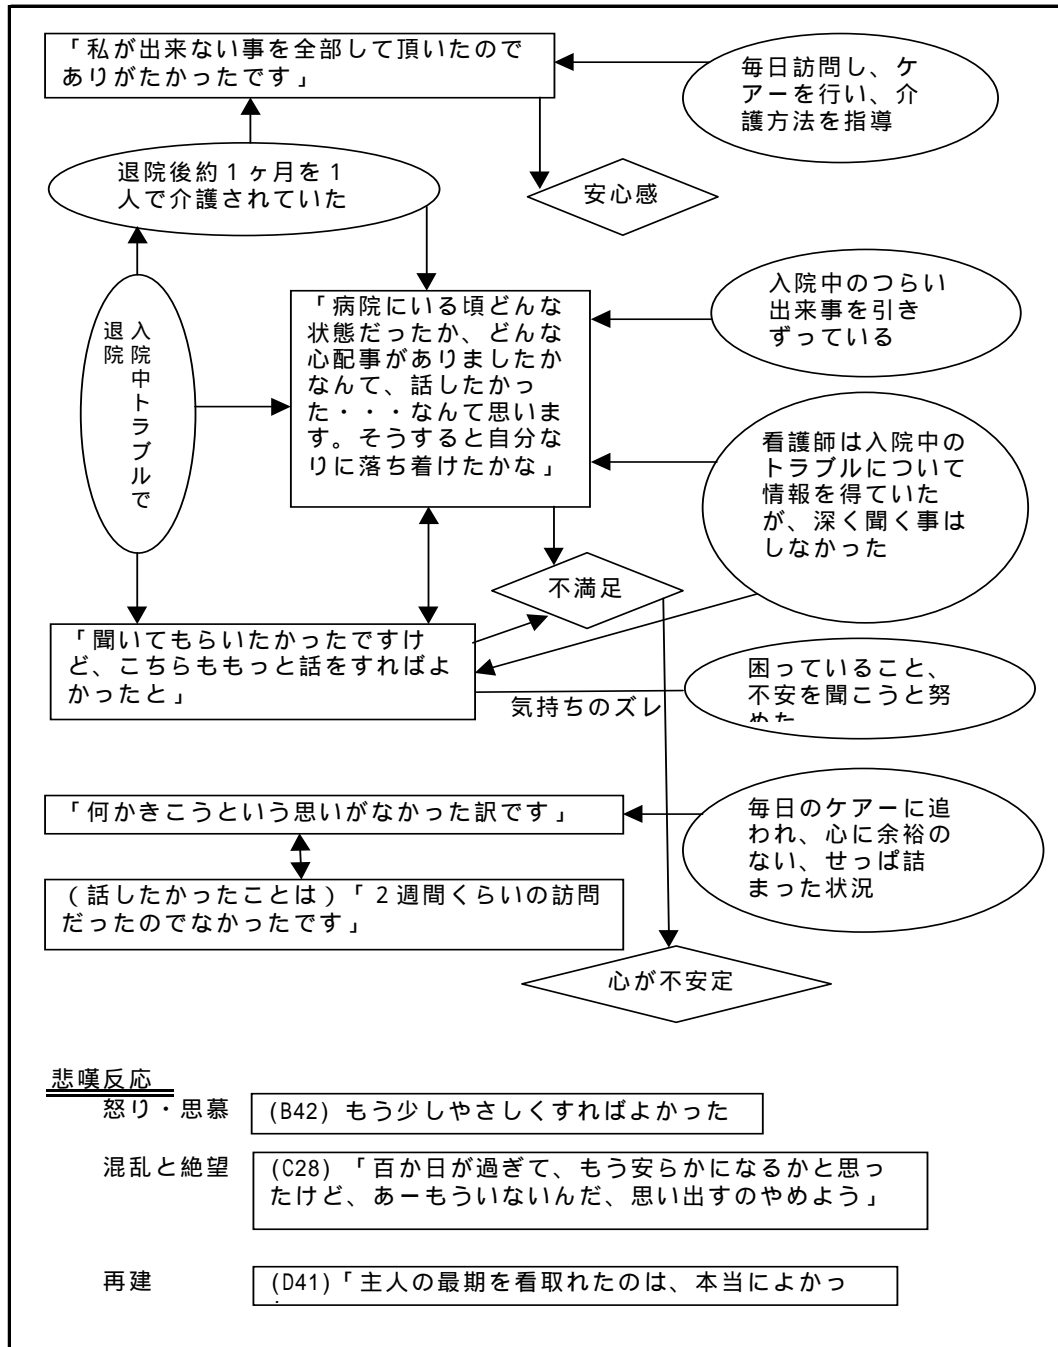 「私が出来ない事を全部して頂いたので
ありがたかったです」
毎日訪問し、ケ
アーを行い、介
護方法を指導
退院後約1ヶ月を1
人で介護されていた
安心感
入院中トラブルで
退院
「病院にいる頃どんな
状態だったか、どんな
心配事がありましたか
なんて、話したかっ
た・・・なんて思いま
す。そうすると自分な
りに落ち着けたかな」
入院中のつらい
出来事を引き
ずっている
看護師は入院中の
トラブルについて
情報を得ていた
が、深く聞く事は
しなかった
不満足
「聞いてもらいたかったですけ
ど、こちらももっと話をすればよ
かったと」
気持ちのズレ
困っていること、
不安を聞こうと努
めた
「何かきこうという思いがなかった訳です」
毎日のケアーに追
われ、心に余裕の
ない、せっぱ詰
まった状況
(話したかったことは)「2週間くらいの訪問
だったのでなかったです」
心が不安定
悲嘆反応
怒り・思慕
(B42) もう少しやさしくすればよかった
混乱と絶望
(C28) 「百か日が過ぎて、もう安らかになるかと思っ
たけど、あーもういないんだ、思い出すのやめよう」
再建
(D41)「主人の最期を看取れたのは、本当によかっ